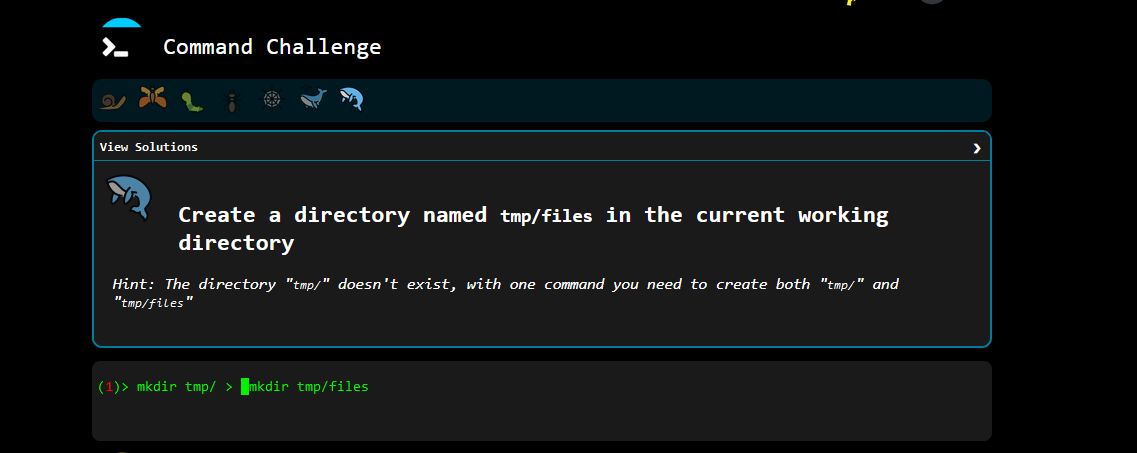 Command Challenge
View Solutions
Create a directory named tmp/files in the current working
directory
Hint: The directory "tmp/" doesn't exist, with one command you need to create both "tmp/" and
"tmp/files"
(1)> mkdir tmp/ > mkdir tmp/files